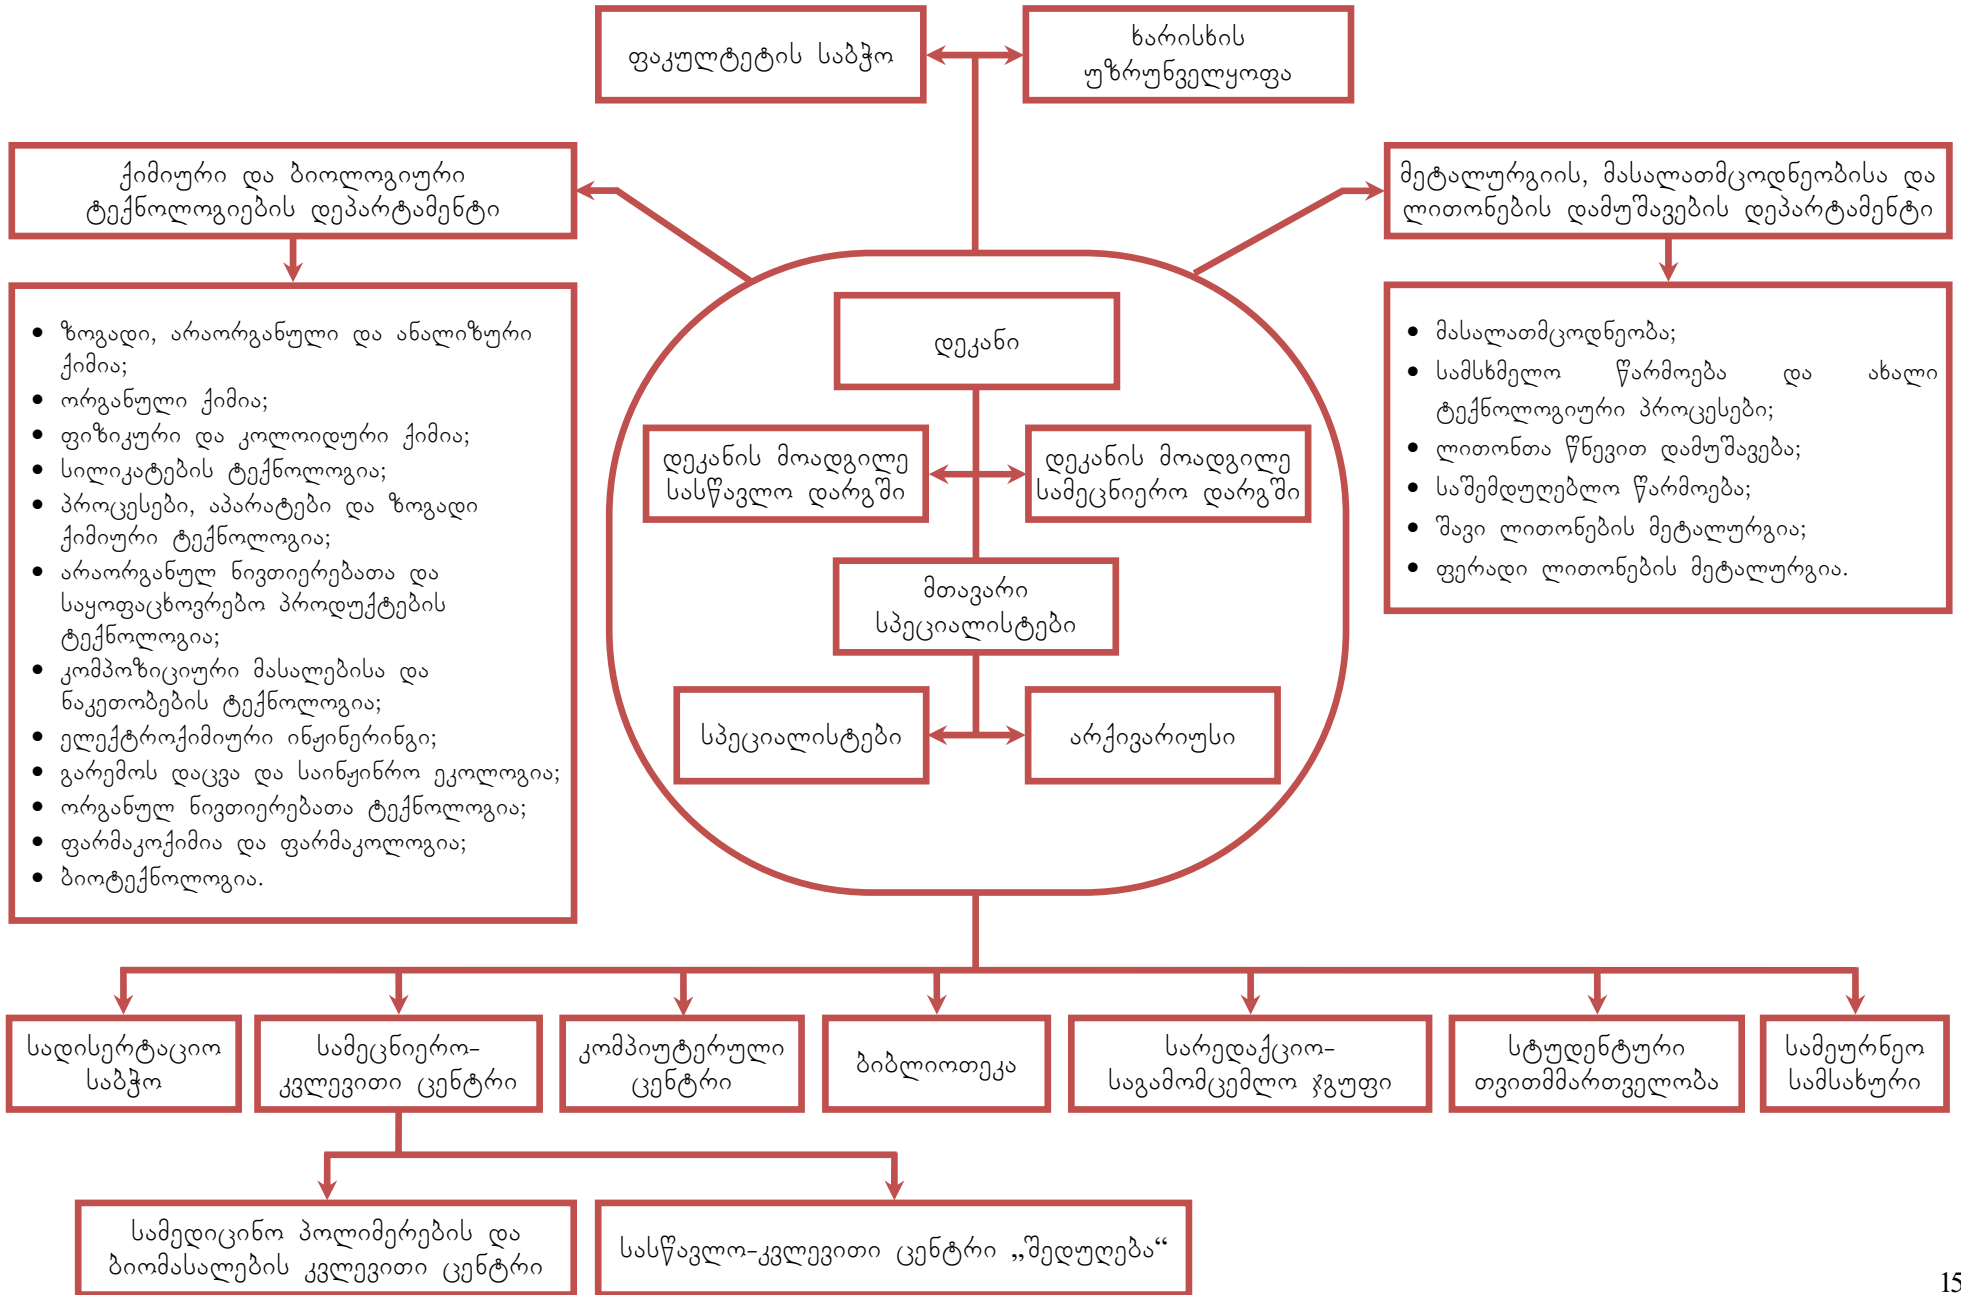 ფაკულტეტის საბჭო
ხარისხის
უზრუნველყოფა
ქიმიური და ბიოლოგიური
ტექნოლოგიების დეპარტამენტი
მეტალურგიის, მასალათმცოდნეობისა და
ლითონების დამუშავების დეპარტამენტი
• ზოგადი, არაორგანული და ანალიზური
ქიმია;
• ორგანული ქიმია;
• ფიზიკური და კოლოიდური ქიმია;
• სილიკატების ტექნოლოგია;
• პროცესები, აპარატები და ზოგადი
ქიმიური ტექნოლოგია;
• არაორგანულ ნივთიერებათა და
საყოფაცხოვრებო პროდუქტების
ტექნოლოგია;
• კომპოზიციური მასალებისა და
ნაკეთობების ტექნოლოგია;
• ელექტროქიმიური ინჟინერინგი;
• გარემოს დაცვა და საინჟინრო ეკოლოგია;
• ორგანულ ნივთიერებათა ტექნოლოგია;
• ფარმაკოქიმია და ფარმაკოლოგია;
• ბიოტექნოლოგია.
დეკანი
დეკანის მოადგილე
სასწავლო დარგში
დეკანის მოადგილე
სამეცნიერო დარგში
მთავარი
სპეციალისტები
სპეციალისტები
არქივარიუსი
• მასალათმცოდნეობა;
• სამსხმელო წარმოება და ახალი
ტექნოლოგიური პროცესები;
• ლითონთა წნევით დამუშავება;
• საშემდუღებლო წარმოება;
• შავი ლითონების მეტალურგია;
• ფერადი ლითონების მეტალურგია.
სადისერტაციო
საბჭო
სამეცნიერო-
კვლევითი ცენტრი
კომპიუტერული
ცენტრი
ბიბლიოთეკა
სარედაქციო-
საგამომცემლო ჯგუფი
სტუდენტური
თვითმმართველობა
სამეურნეო
სამსახური
სამედიცინო პოლიმერების და
ბიომასალების კვლევითი ცენტრი
სასწავლო-კვლევითი ცენტრი „შედუღება“
15